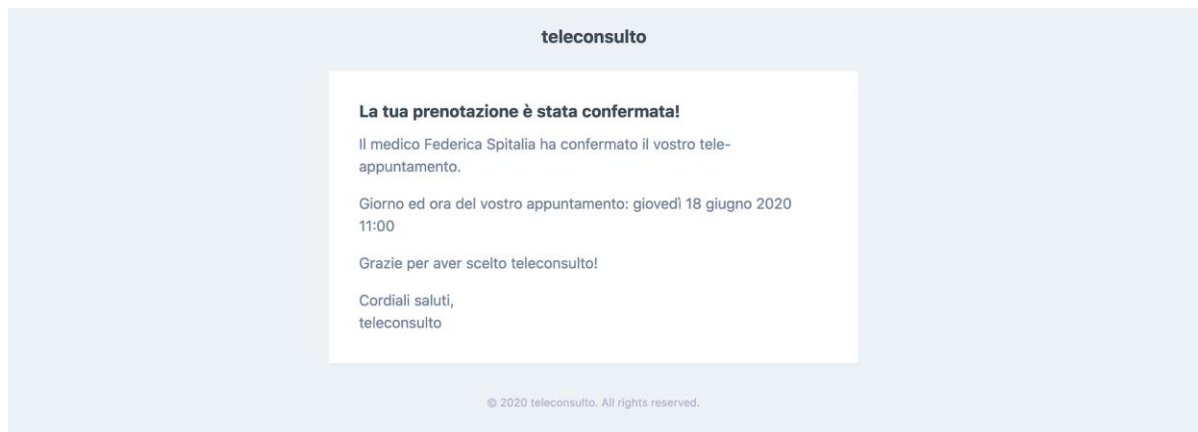 teleconsulto
La tua prenotazione è stata confermata!
Il medico Federica Spitalia ha confermato il vostro tele-
appuntamento.
Giorno ed ora del vostro appuntamento: giovedì 18 giugno 2020
11:00
Grazie per aver scelto teleconsulto!
Cordiali saluti,
teleconsulto
© 2020 teleconsulto. All rights reserved.